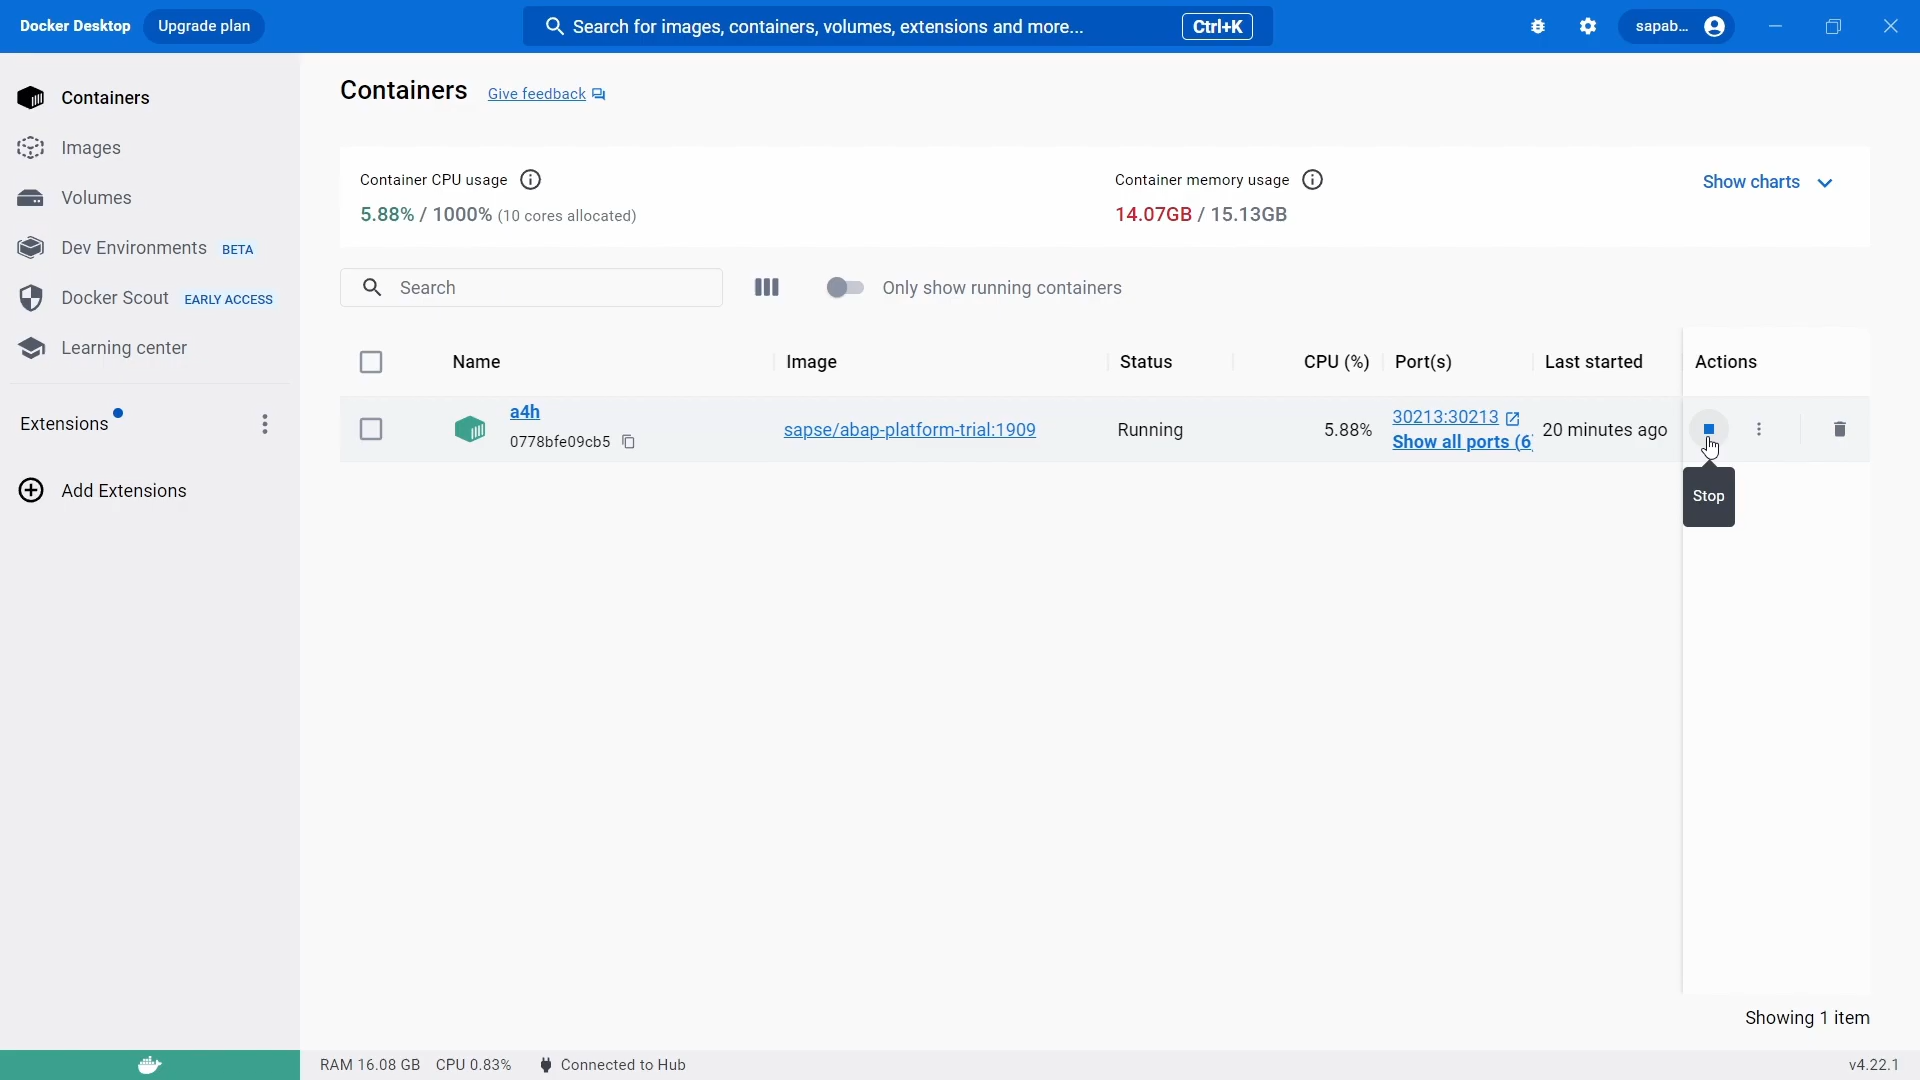 Docker Desktop
Upgrade plan
Search for images, containers, volumes, extensions and more...
Ctrl+K
sapab...
Containers
Images
Volumes
Dev Environments BETA
Docker Scout EARLY ACCESS
Learning center
Extensions
Add Extensions
Containers
Give feedback
Container CPU usage
5.88% / 1000% (10 cores allocated)
Container memory usage
14.07GB / 15.13GB
Show charts
Search
Only show running containers
Name
Image
Status
CPU (%)
Port(s)
Last started
Actions
a4h
0778bfe09cb5
sapse/abap-platform-trial:1909
Running
5.88%
30213:30213
Show all ports (6
20 minutes ago
Stop
Showing 1 item
RAM 16.08 GB
CPU 0.83%
Connected to Hub
v4.22.1